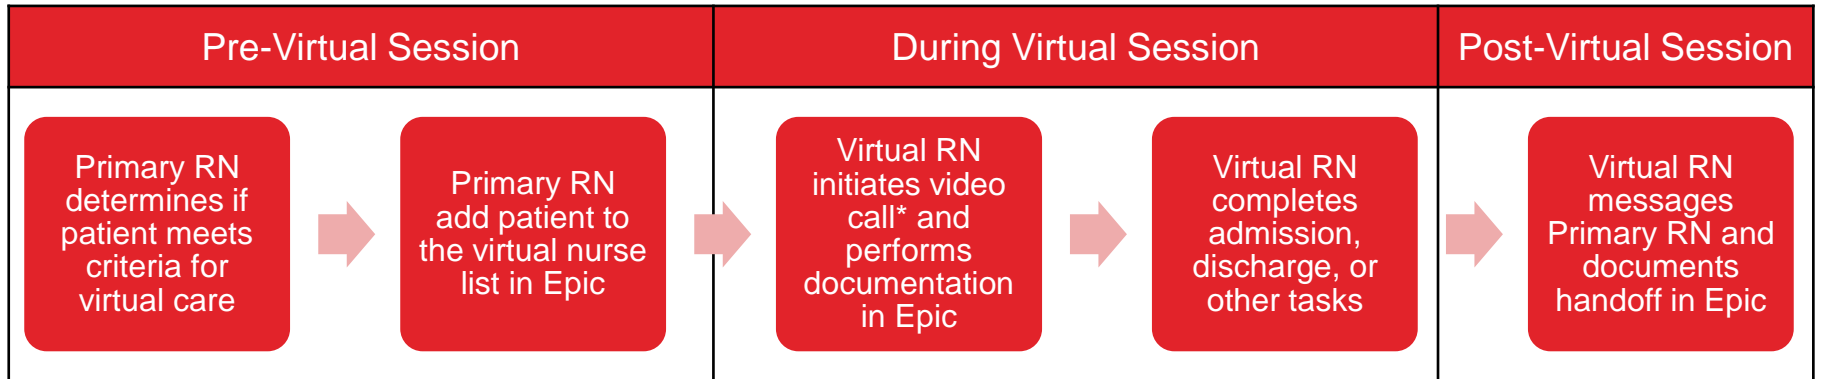 Pre-Virtual Session
During Virtual Session
Post-Virtual Session
Primary RN
determines if
patient meets
criteria for
virtual care
Primary RN
add patient to
the virtual nurse
list in Epic
Virtual RN
initiates video
call* and
performs
documentation
in Epic
Virtual RN
completes
admission,
discharge, or
other tasks
Virtual RN
messages
Primary RN and
documents
handoff in Epic